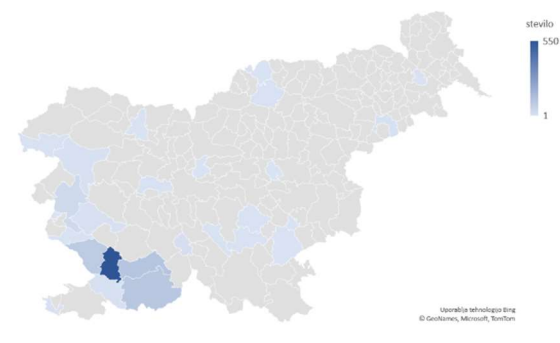 stevilo
550
1
Uporablja tehnologijo Bing
© GeoNames, Microsoft, TomTom